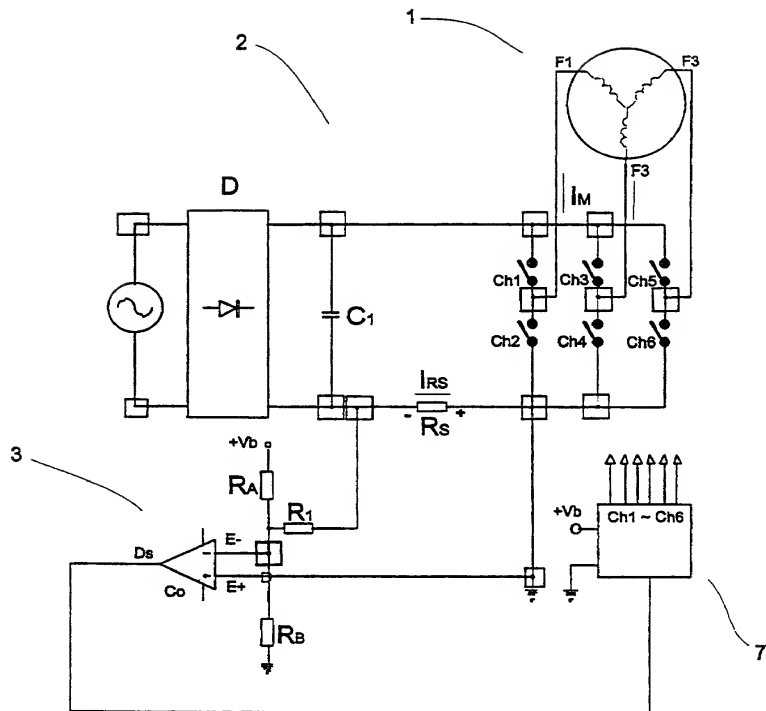 1
2
F1
F3
F3
D
IM
Ch1
Ch3
Ch5
C1
Ch2
Ch4
Ch6
IRS
- +
RS
+Vb
3
RA
R1
+Vb
Ch1 ~ Ch6
Ds
E-
Co
E+
RB
7